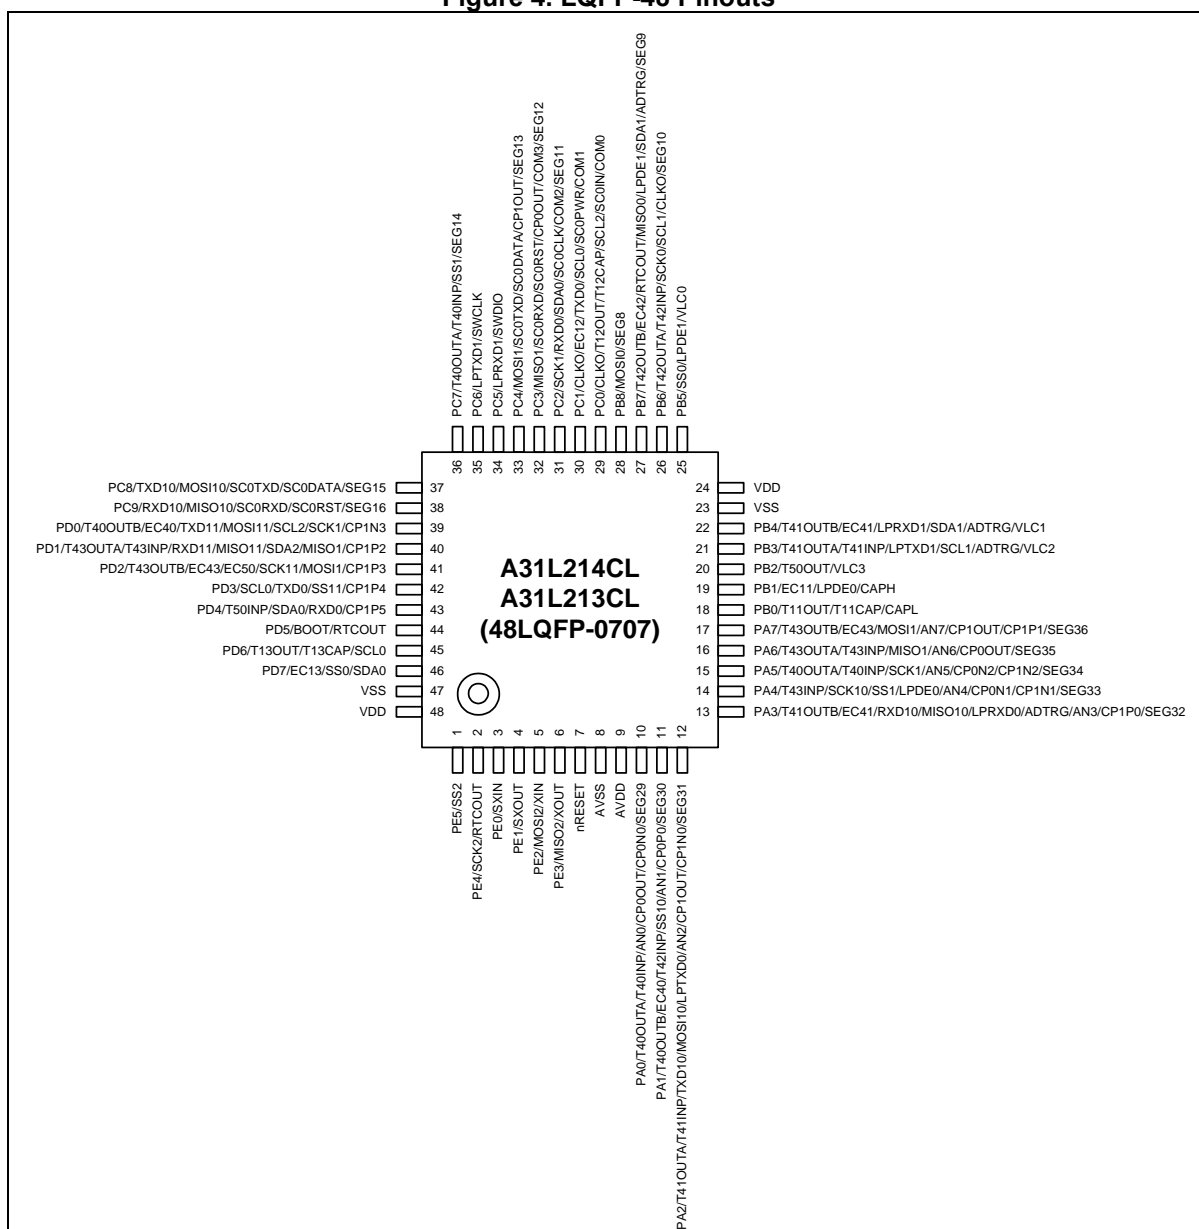 PC7/T40OUTA/T40INP/SS1/SEG14
PC6/LPTXD1/SWCLK
PC5/LPRXD1/SWDIO
PC4/MOSI1/SC0TXD/SC0DATA/CP1OUT/SEG13
PC3/MISO1/SC0RXD/SC0RST/CP0OUT/COM3/SEG12
PC2/SCK1/RXD0/SDA0/SC0CLK/COM2/SEG11
PC1/CLKO/EC12/TXD0/SCL0/SC0PWR/COM1
PC0/CLKO/T12OUT/T12CAP/SCL2/SC0IN/COM0
PB8/MOSI0/SEG8
PB7/T42OUTB/EC42/RTCOUT/MISO0/LPDE1/SDA1/ADTRG/SEG9
PB6/T42OUTA/T42INP/SCK0/SCL1/CLKO/SEG10
PB5/SS0/LPDE1/VLC0
36
35
34
33
32
31
30
29
28
27
26
25
PC8/TXD10/MOSI10/SC0TXD/SC0DATA/SEG15 37
PC9/RXD10/MISO10/SC0RXD/SC0RST/SEG16 38
PD0/T40OUTB/EC40/TXD11/MOSI11/SCL2/SCK1/CP1N3 39
PD1/T43OUTA/T43INP/RXD11/MISO11/SDA2/MISO1/CP1P2 40
PD2/T43OUTB/EC43/EC50/SCK11/MOSI1/CP1P3 41
PD3/SCL0/TXD0/SS11/CP1P4 42
PD4/T50INP/SDA0/RXD0/CP1P5 43
PD5/BOOT/RTCOUT 44
PD6/T13OUT/T13CAP/SCL0 45
PD7/EC13/SS0/SDA0 46
VSS 47
VDD 48
A31L214CL
A31L213CL
(48LQFP-0707)
24 VDD
23 VSS
22 PB4/T41OUTB/EC41/LPRXD1/SDA1/ADTRG/VLC1
21 PB3/T41OUTA/T41INP/LPTXD1/SCL1/ADTRG/VLC2
20 PB2/T50OUT/VLC3
19 PB1/EC11/LPDE0/CAPH
18 PB0/T11OUT/T11CAP/CAPL
17 PA7/T43OUTB/EC43/MOSI1/AN7/CP1OUT/CP1P1/SEG36
16 PA6/T43OUTA/T43INP/MISO1/AN6/CP0OUT/SEG35
15 PA5/T40OUTA/T40INP/SCK1/AN5/CP0N2/CP1N2/SEG34
14 PA4/T43INP/SCK10/SS1/LPDE0/AN4/CP0N1/CP1N1/SEG33
13 PA3/T41OUTB/EC41/RXD10/MISO10/LPRXD0/ADTRG/AN3/CP1P0/SEG32
1
2
3
4
5
6
7
8
9
10
11
12
PE5/SS2
PE4/SCK2/RTCOUT
PE0/SXIN
PE1/SXOUT
PE2/MOSI2/XIN
PE3/MISO2/XOUT
nRESET
AVSS
AVDD
PA0/T40OUTA/T40INP/AN0/CP0OUT/CP0N0/SEG29
PA1/T40OUTB/EC40/T42INP/SS10/AN1/CP0P0/SEG30
PA2/T41OUTA/T41INP/TXD10/MOSI10/LPTXD0/AN2/CP1OUT/CP1N0/SEG31